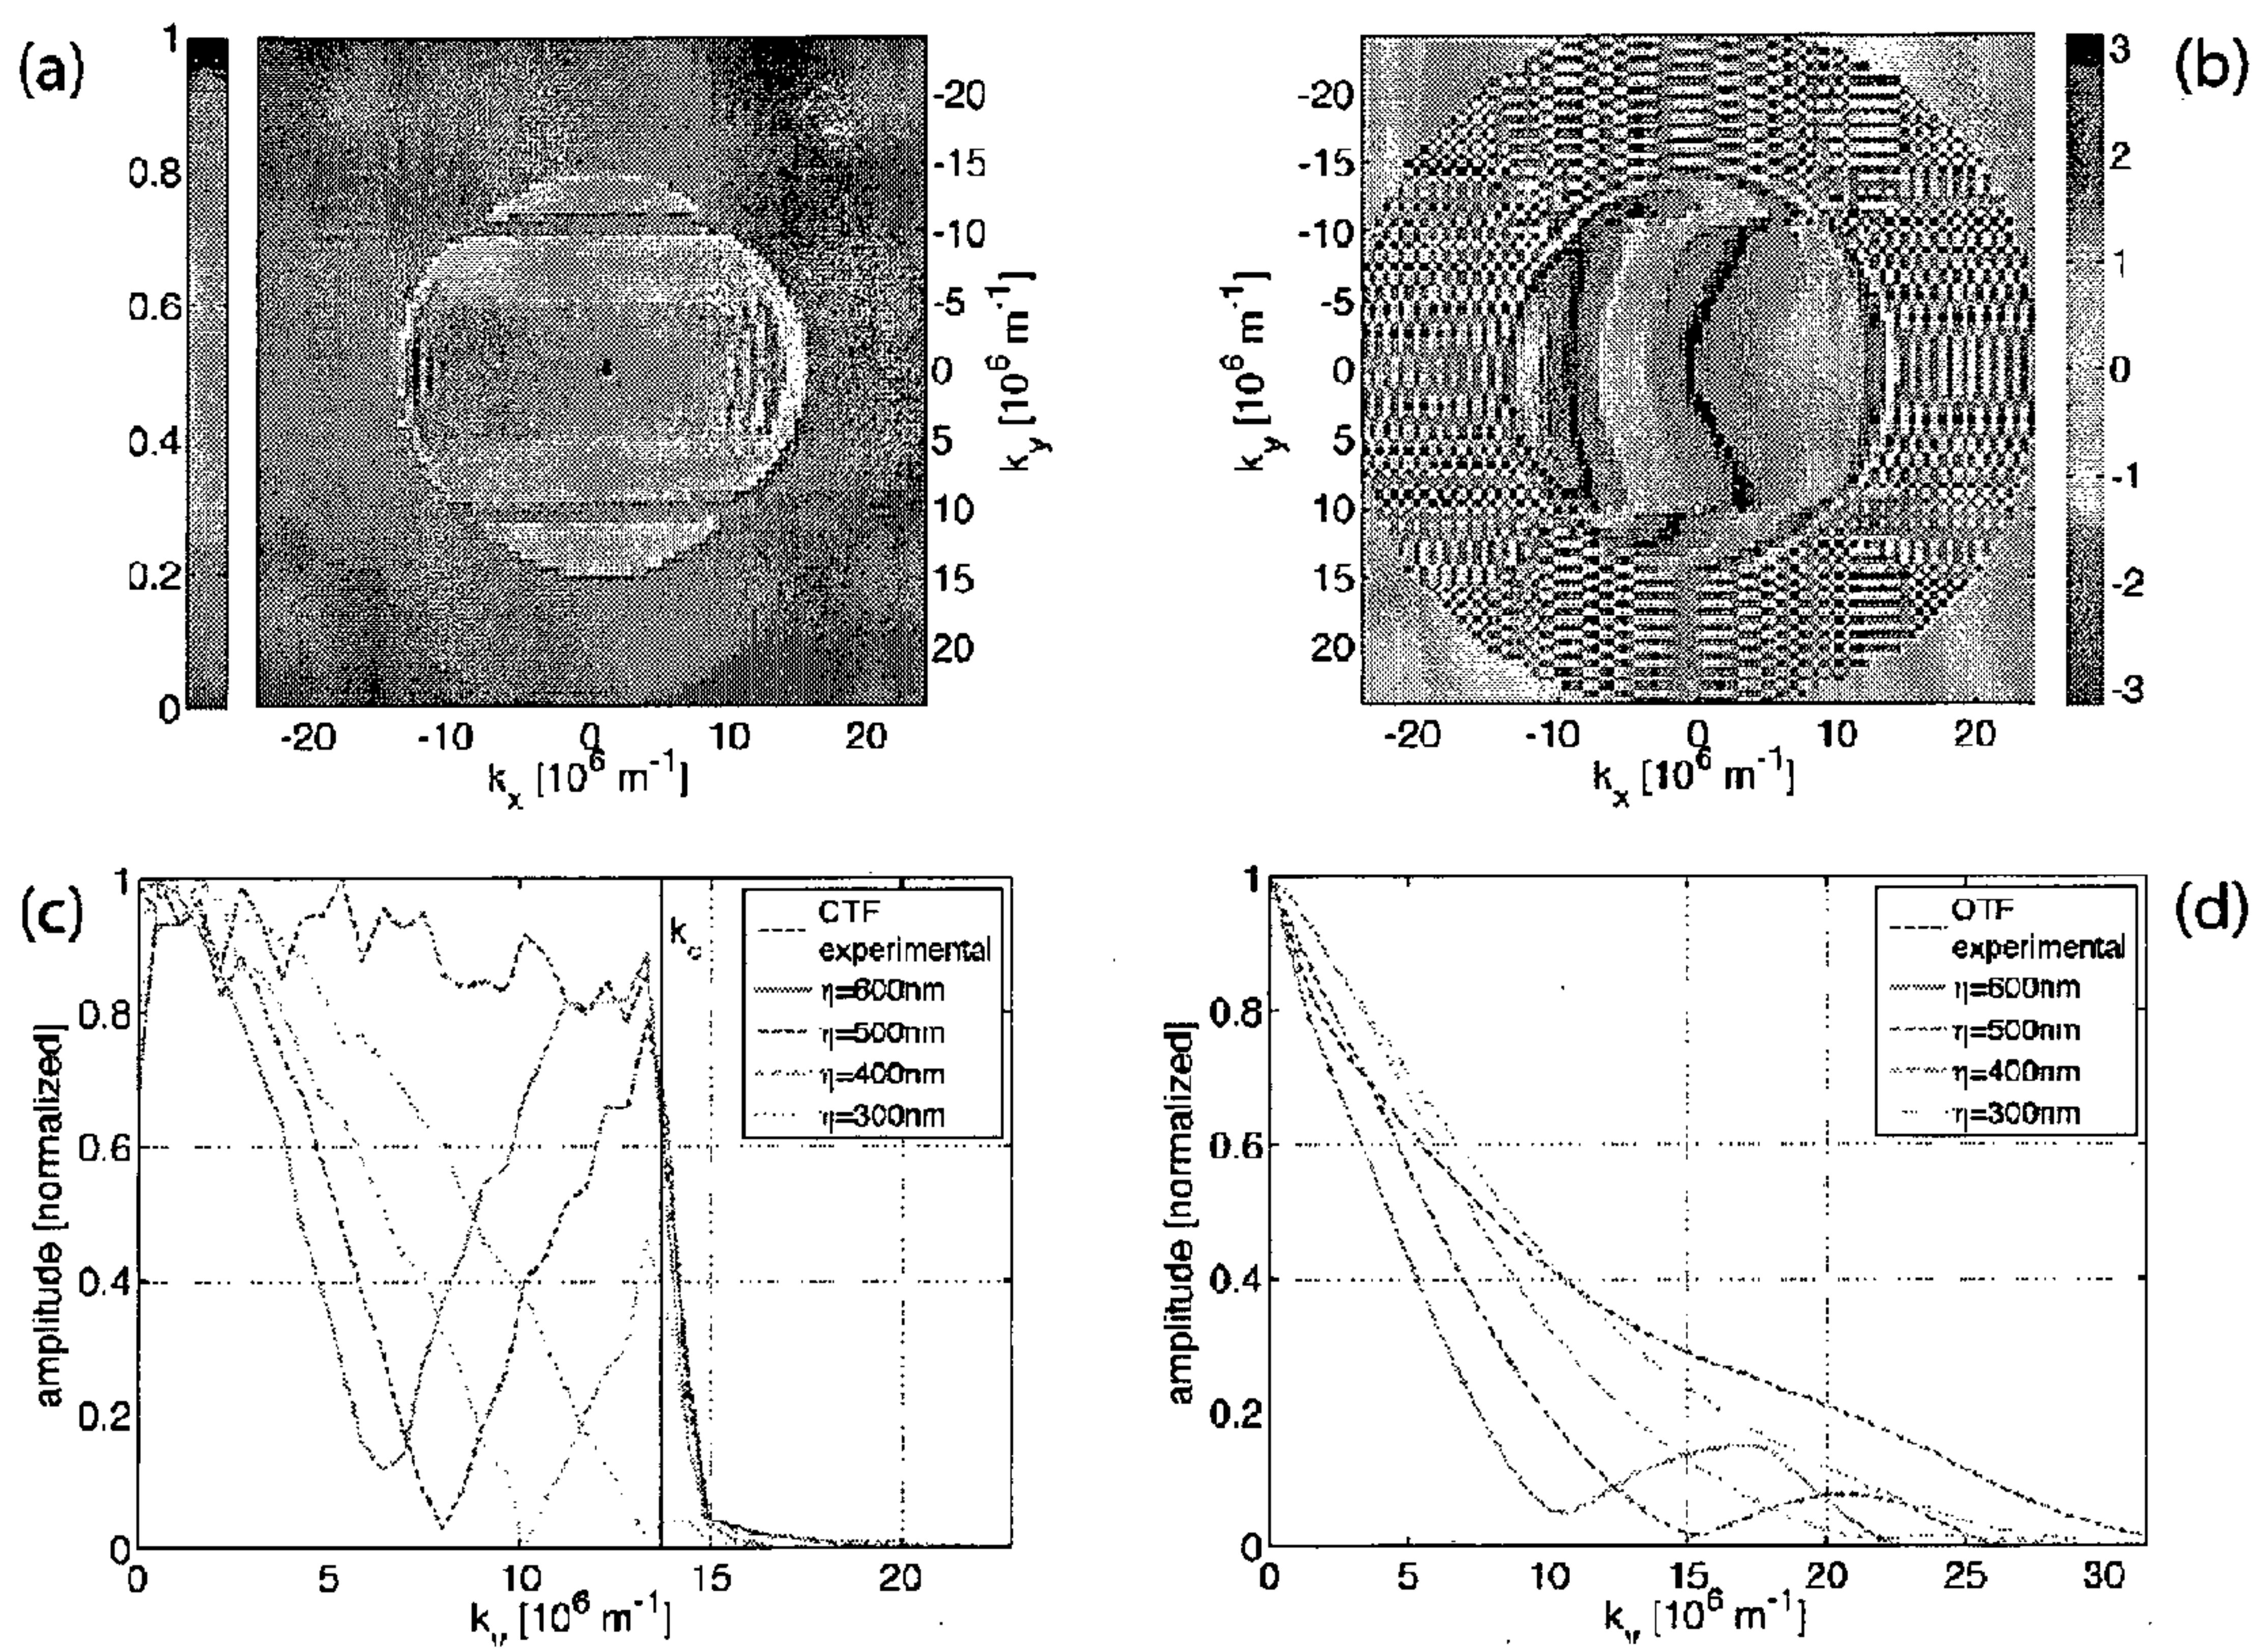 (a)
1
0.8
0.6
0.4
0.2
0
-20
-15
-10
-5
0
5
10
15
20
k_y [10^6 m^-1]
-20 -10 0 10 20
k_x [10^6 m^-1]
(b)
-20
-15
-10
-5
0
5
10
15
20
k_y [10^6 m^-1]
-20 -10 0 10 20
k_x [10^6 m^-1]
3
2
1
0
-1
-2
-3
(c)
1
0.8
0.6
0.4
0.2
0
amplitude [normalized]
k_c
CTF
experimental
η=600nm
η=500nm
η=400nm
η=300nm
0 5 10 15 20
[10^6 m^-1]
(d)
1
0.8
0.6
0.4
0.2
0
amplitude [normalized]
OTF
experimental
η=600nm
η=500nm
η=400nm
η=300nm
0 5 10 15 20 25 30
[10^6 m^-1]